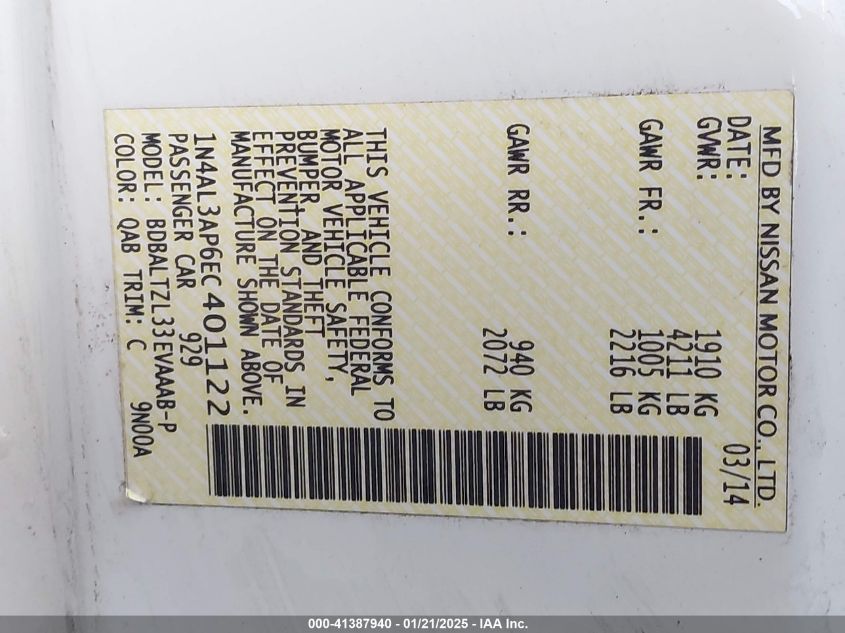 MFD BY NISSAN MOTOR CO., LTD.
DATE: 03/14
GVWR: 1910 KG
4211 LB
GAWR FR.: 1005 KG
2216 LB
GAWR RR.: 940 KG
2072 LB
THIS VEHICLE CONFORMS TO
ALL APPLICABLE FEDERAL
MOTOR VEHICLE SAFETY,
BUMPER, AND THEFT
PREVENTION STANDARDS IN
EFFECT ON THE DATE OF
MANUFACTURE SHOWN ABOVE.
1N4AL3AP6EC401122
PASSENGER CAR 929
MODEL: BDBALTZL33EVAAAB-P
COLOR: QAB TRIM: C 9N00A
000-41387940 - 01/21/2025 - IAA Inc.